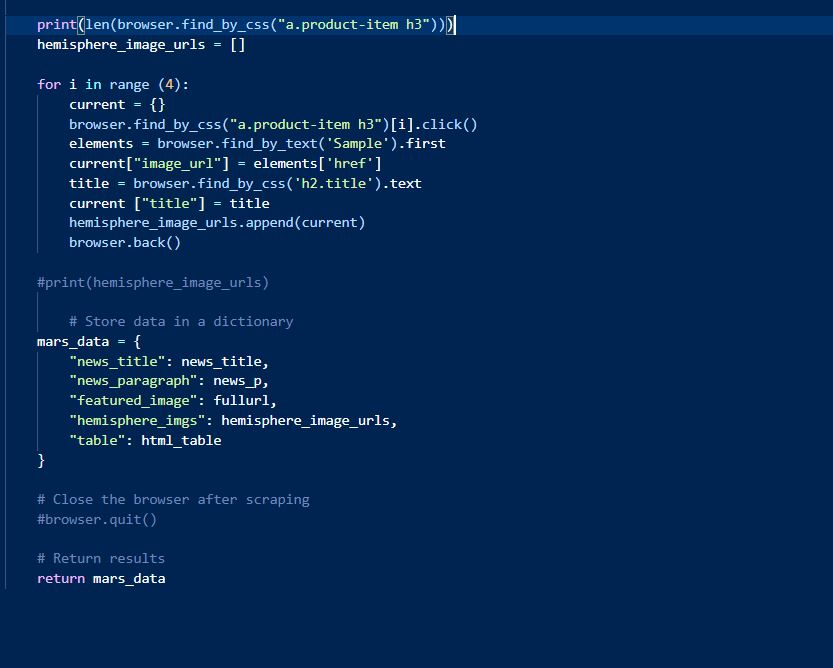 print(len(browser.find_by_css("a.product-item h3")))
hemisphere_image_urls = []
for i in range (4):
current = {}
browser.find_by_css("a.product-item h3")[i].click()
elements = browser.find_by_text('Sample').first
current["image_url"] = elements['href']
title = browser.find_by_css('h2.title').text
current ["title"] = title
hemisphere_image_urls.append(current)
browser.back()
#print(hemisphere_image_urls)
# Store data in a dictionary
mars_data = {
"news_title": news_title,
"news_paragraph": news_p,
"featured_image": fullurl,
"hemisphere_imgs": hemisphere_image_urls,
"table": html_table
}
# Close the browser after scraping
#browser.quit()
# Return results
return mars_data